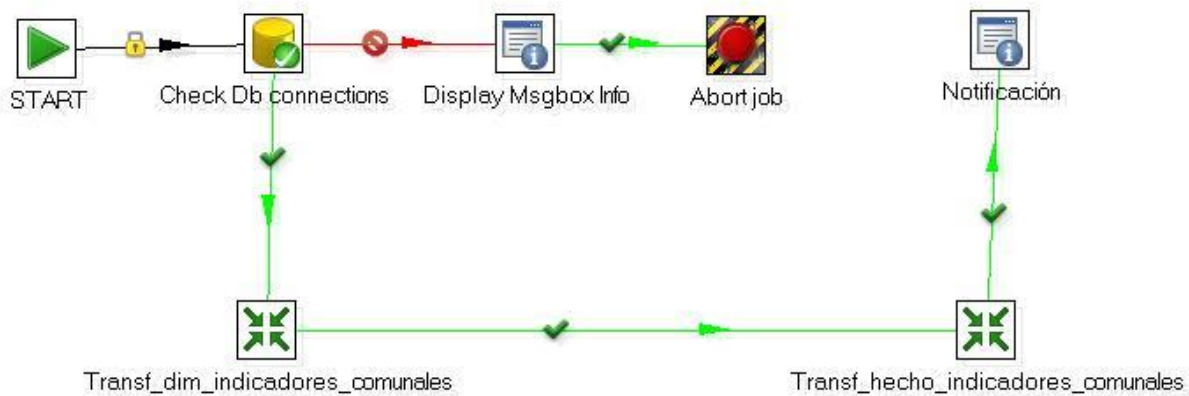 START
Check Db connections
Display Msgbox Info
Abort job
Notificación
Transf_dim_indicadores_comunales
Transf_hecho_indicadores_comunales